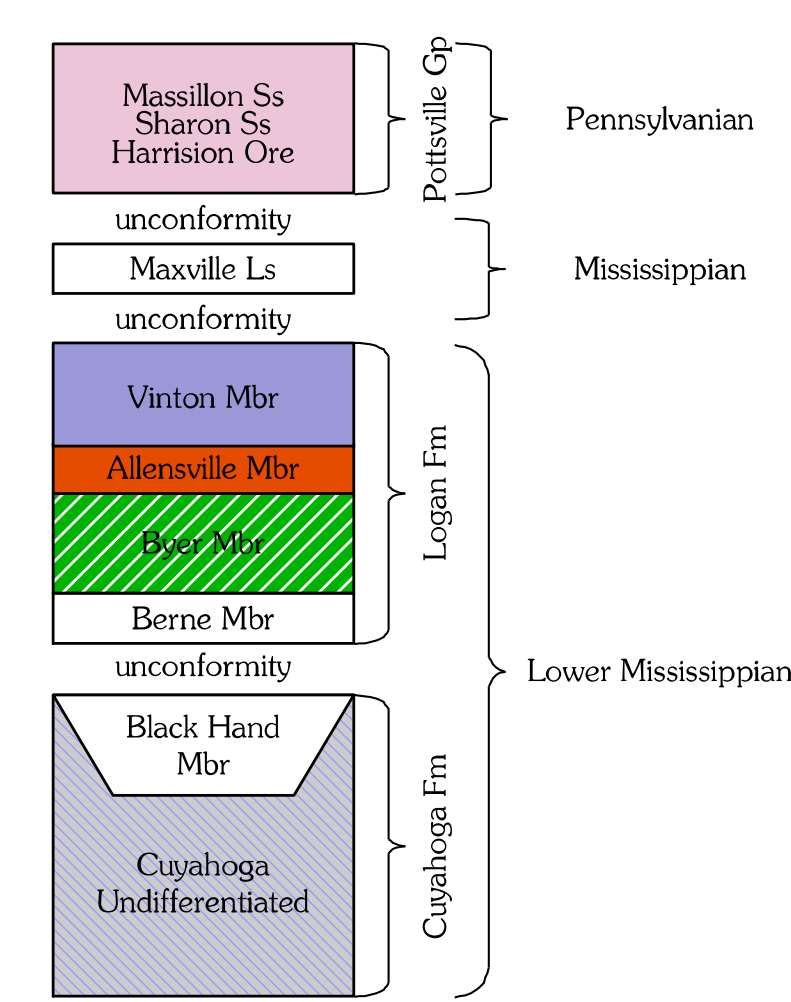 Massillon Ss
Sharon Ss
Harrision Ore
Pottsville Gp
Pennsylvanian
unconformity
Maxville Ls
Mississippian
unconformity
Vinton Mbr
Allensville Mbr
Byer Mbr
Berne Mbr
Logan Fm
unconformity
Lower Mississippian
Black Hand
Mbr
Cuyahoga
Undifferentiated
Cuyahoga Fm